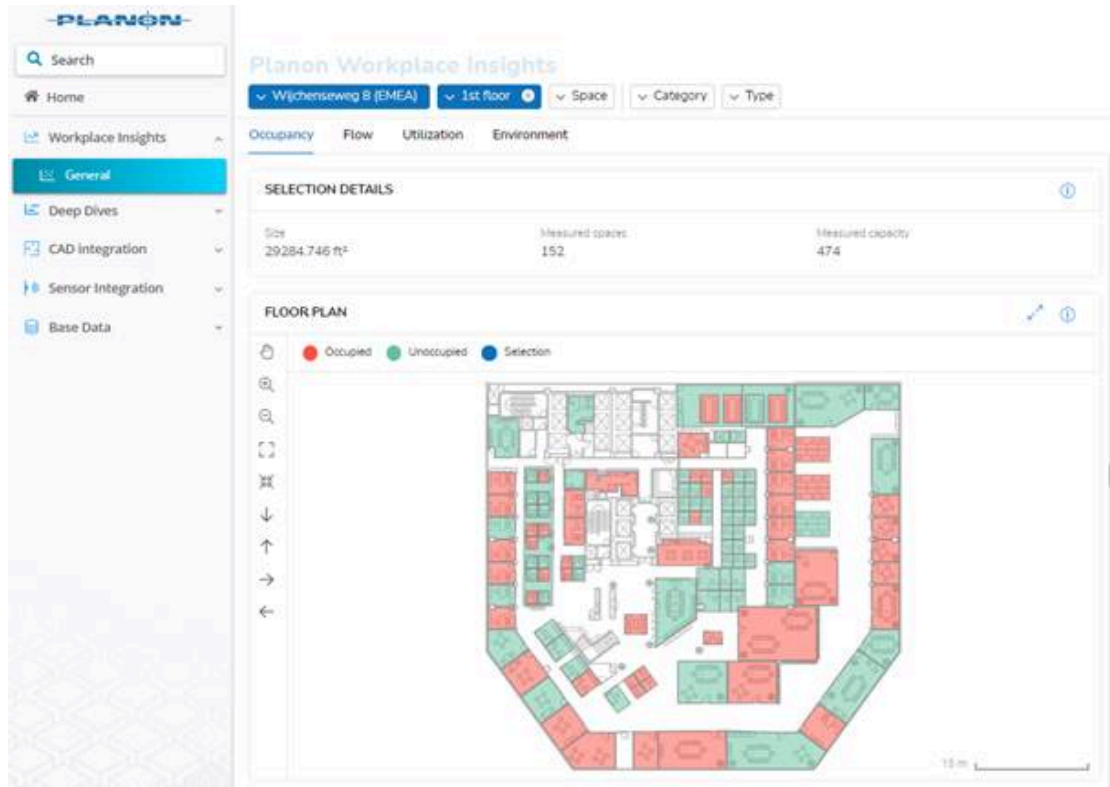 PLANON
Search
Home
Workplace Insights
General
Deep Dives
CAD integration
Sensor Integration
Base Data
Planon Workplace Insights
Wijchenseweg 8 (EMEA)
1st floor
Space
Category
Type
Occupancy
Flow
Utilization
Environment
SELECTION DETAILS
Size
Measured spaces
Measured capacity
29284.746 ft²
152
474
FLOOR PLAN
Occupied
Unoccupied
Selection